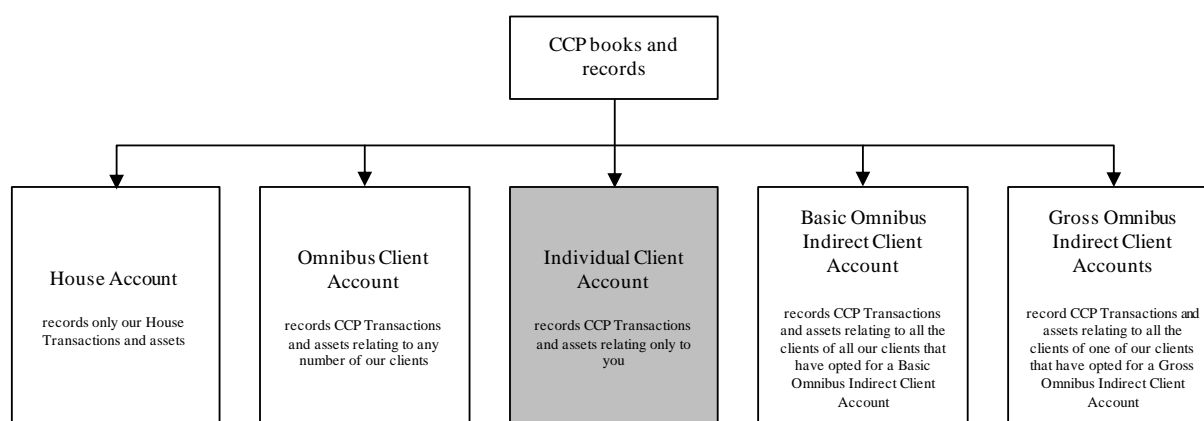 CCP books and
records
House Account
records only our House
Transactions and assets
Omnibus Client
Account
records CCP Transactions
and assets relating to any
number of our clients
Individual Client
Account
records CCP Transactions
and assets relating only to
you
Basic Omnibus
Indirect Client
Account
records CCP Transactions
and assets relating to all the
clients of all our clients that
have opted for a Basic
Omnibus Indirect Client
Account
Gross Omnibus
Indirect Client
Accounts
record CCP Transactions and
assets relating to all the
clients of one of our clients
that have opted for a Gross
Omnibus Indirect Client
Account